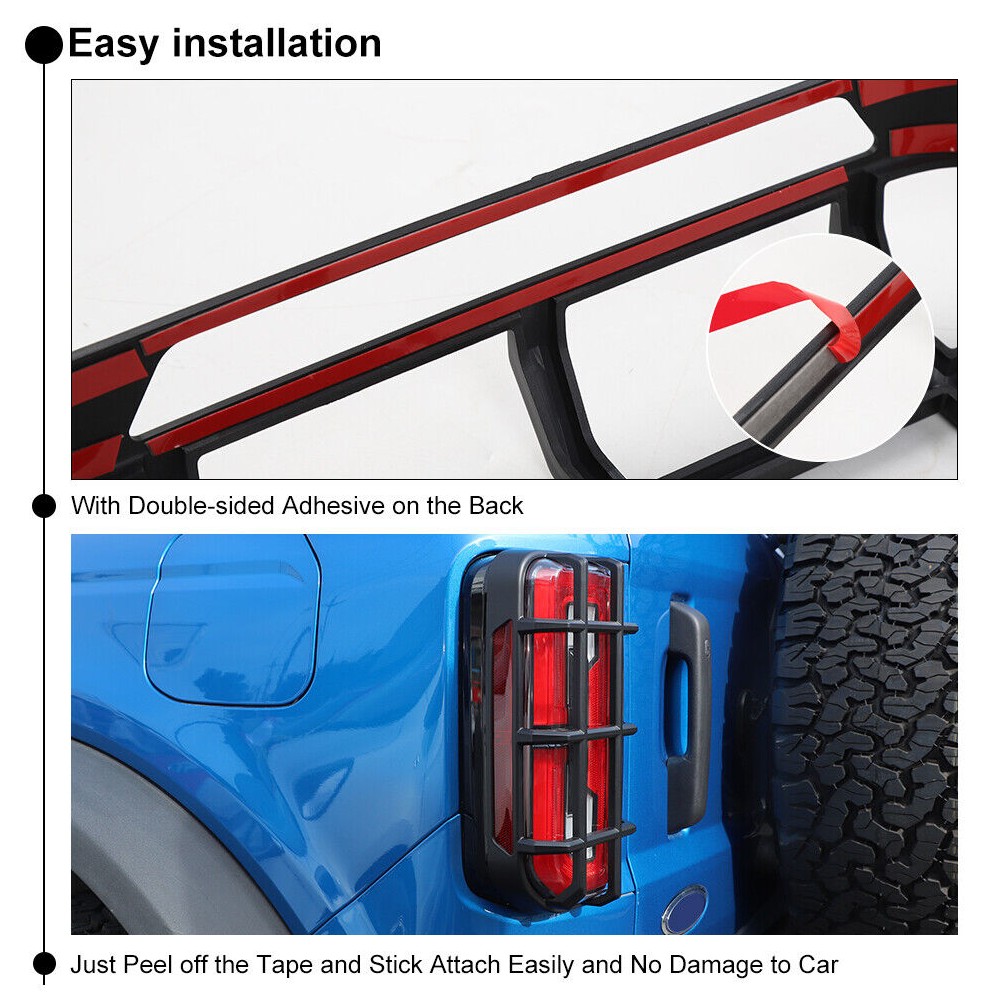 Easy installation
With Double-sided Adhesive on the Back
Just Peel off the Tape and Stick Attach Easily and No Damage to Car